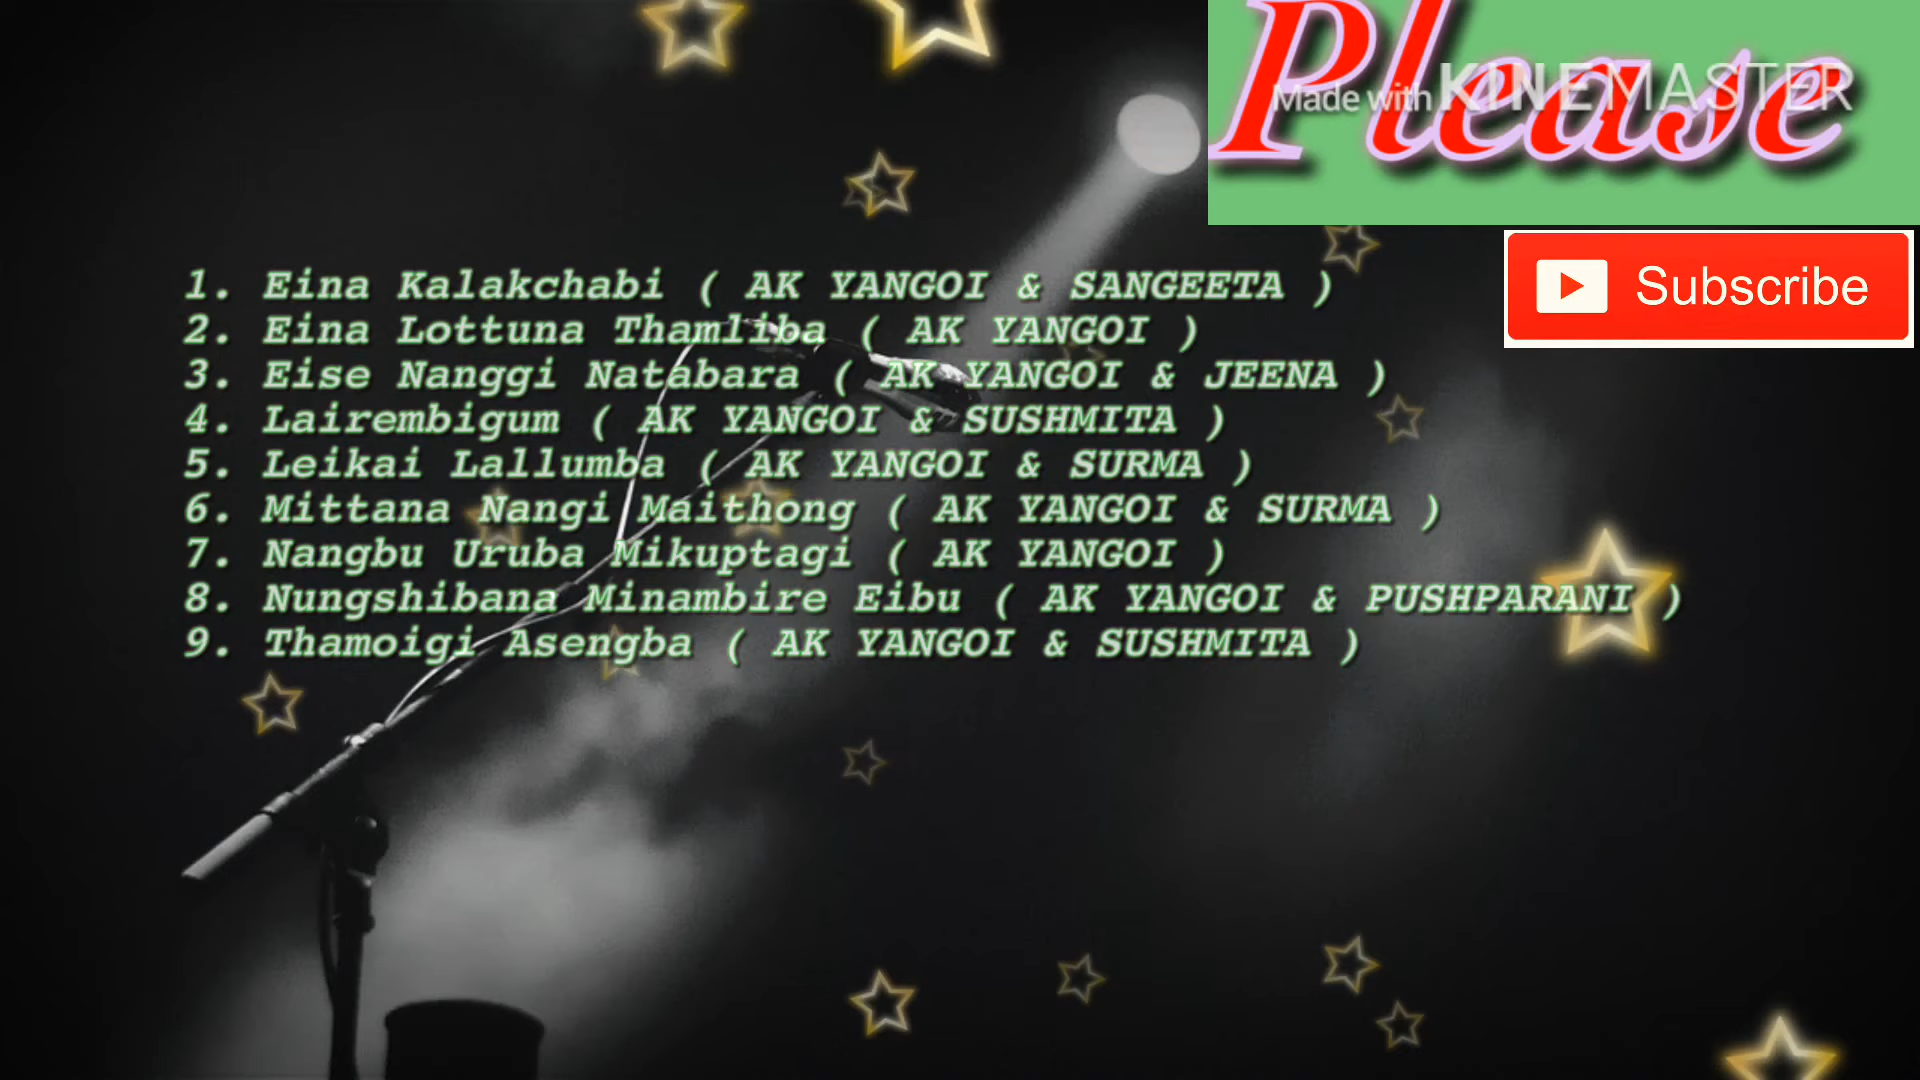 Please
Made with KINEMASTER
Subscribe
1. Eina Kalakchabi ( AK YANGOI & SANGEETA )
2. Eina Lottuna Thamliba ( AK YANGOI )
3. Eise Nanggi Natabara ( AK YANGOI & JEENA )
4. Lairembigum ( AK YANGOI & SUSHMITA )
5. Leikai Lallumba ( AK YANGOI & SURMA )
6. Mittana Nangi Maithong ( AK YANGOI & SURMA )
7. Nangbu Uruba Mikuptagi ( AK YANGOI )
8. Nungshibana Minambire Eibu ( AK YANGOI & PUSHPARANI )
9. Thamoigi Asengba ( AK YANGOI & SUSHMITA )